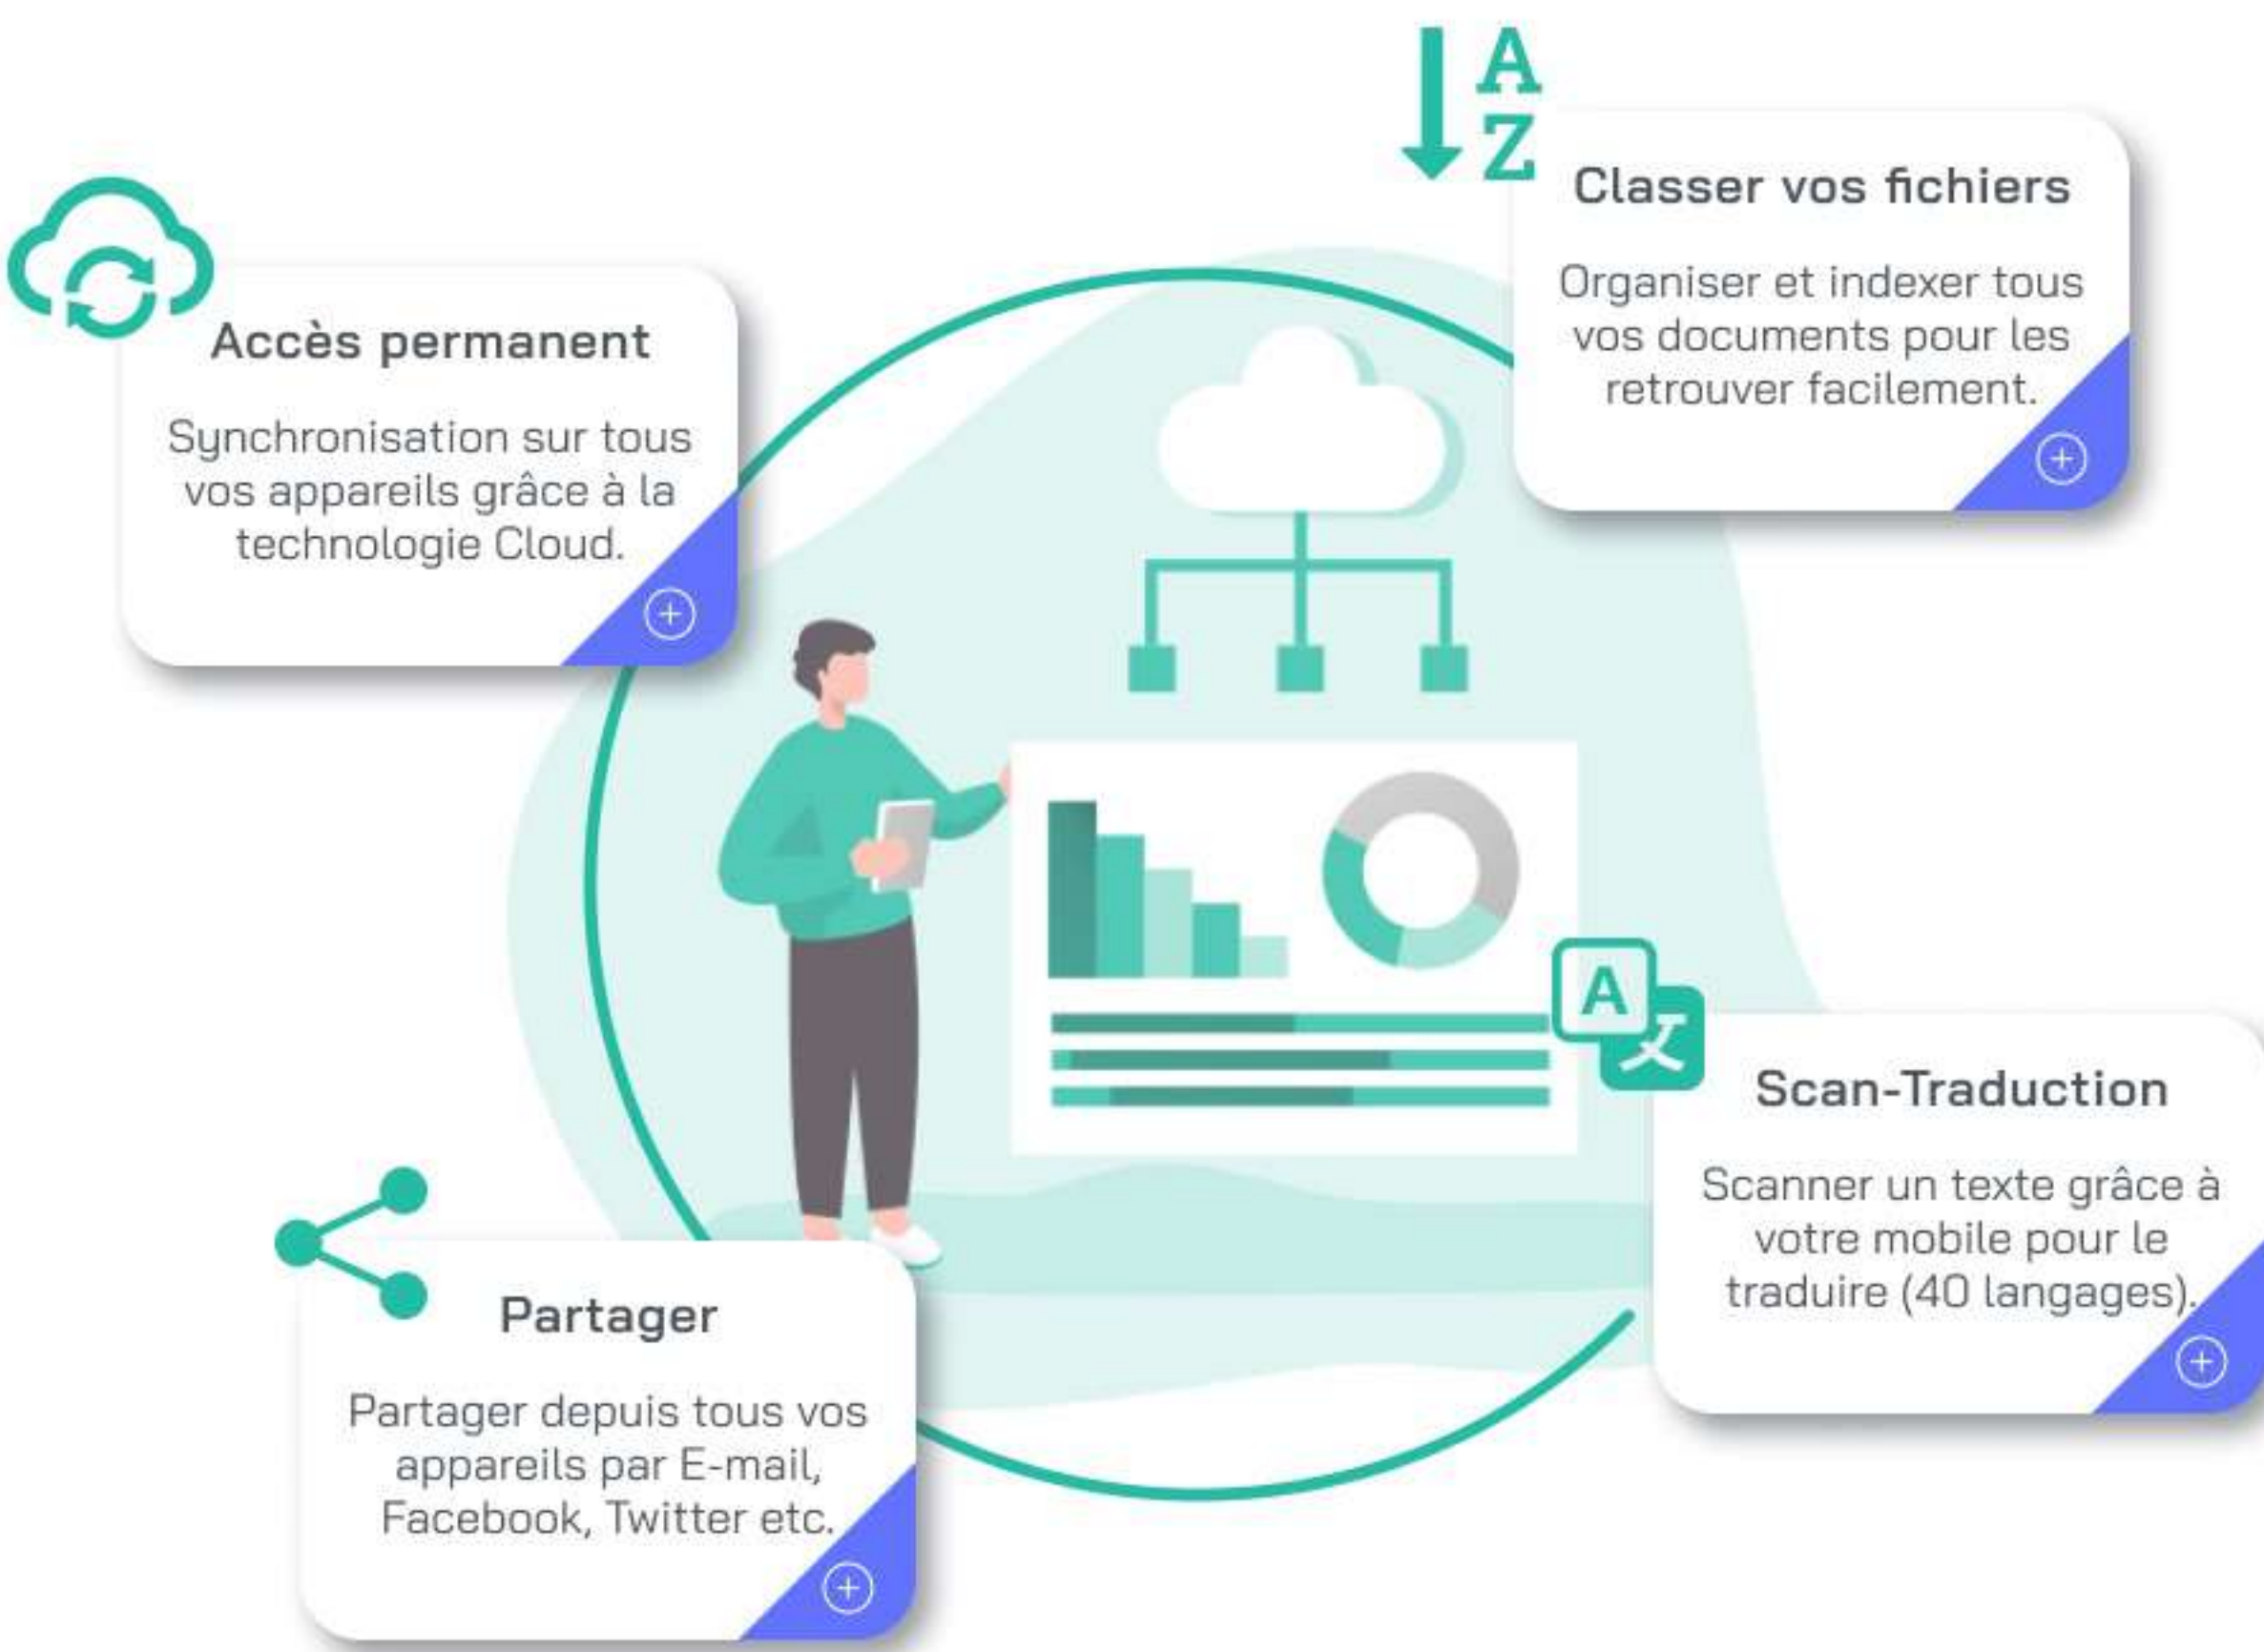 Accès permanent
Synchronisation sur tous
vos appareils grâce à la
technologie Cloud.
A
Z
Classer vos fichiers
Organiser et indexer tous
vos documents pour les
retrouver facilement.
A
文
Scan-Traduction
Scanner un texte grâce à
votre mobile pour le
traduire (40 langages).
Partager
Partager depuis tous vos
appareils par E-mail,
Facebook, Twitter etc.